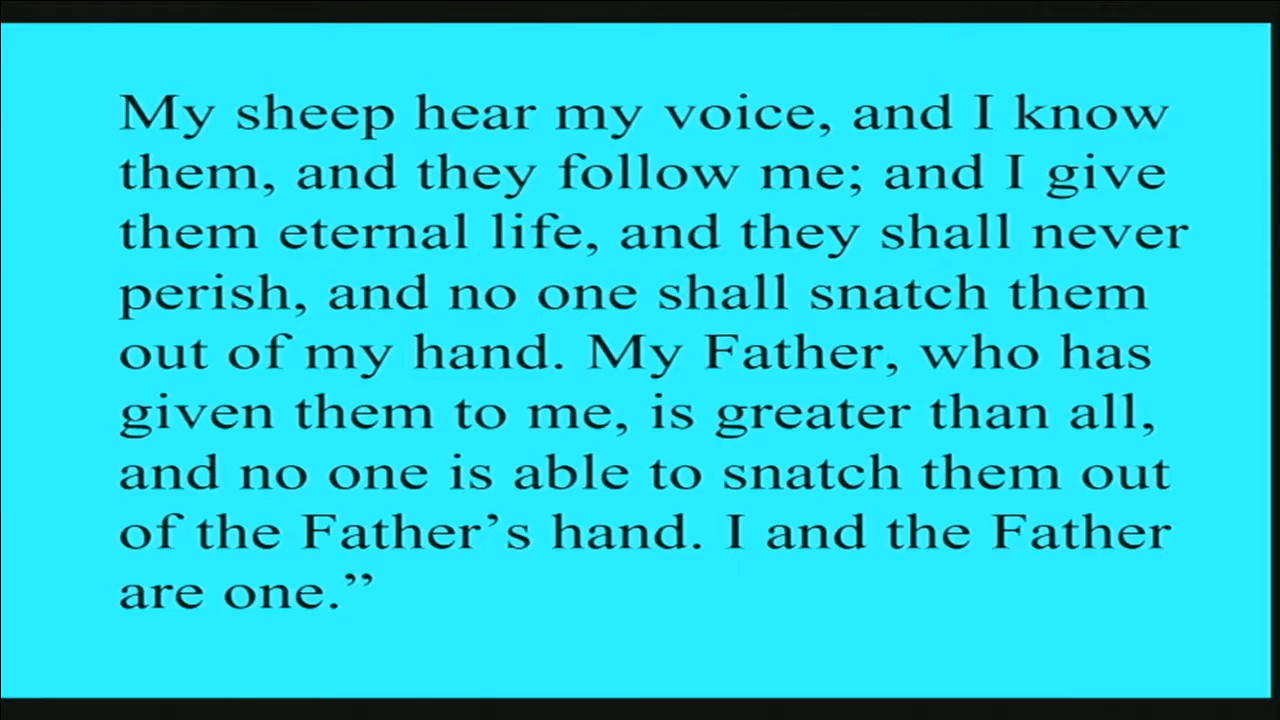 My sheep hear my voice, and I know
them, and they follow me; and I give
them eternal life, and they shall never
perish, and no one shall snatch them
out of my hand. My Father, who has
given them to me, is greater than all,
and no one is able to snatch them out
of the Father’s hand. I and the Father
are one.”